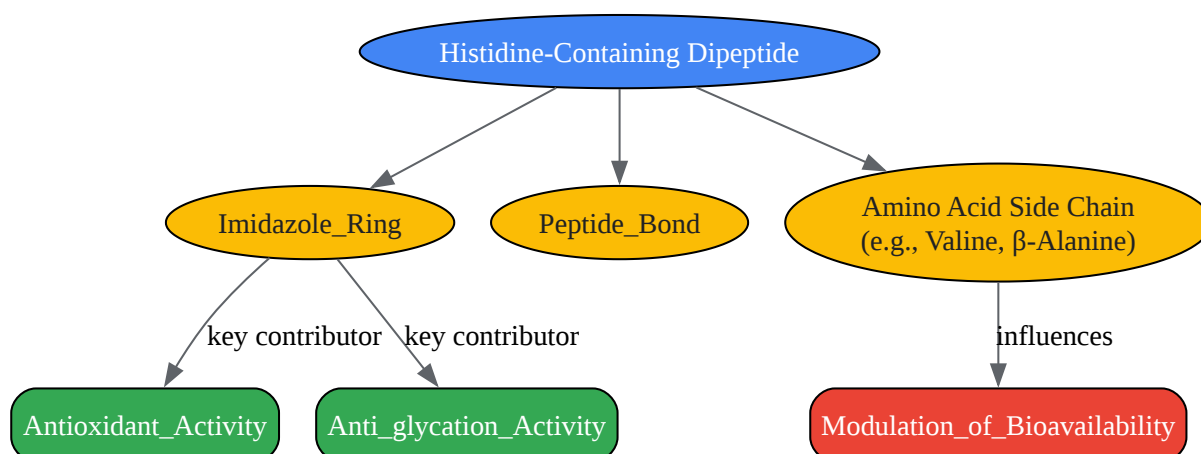 Histidine-Containing Dipeptide
Imidazole_Ring
Peptide_Bond
Amino Acid Side Chain
(e.g., Valine, β-Alanine)
key contributor
key contributor
influences
Antioxidant_Activity
Anti_glycation_Activity
Modulation_of_Bioavailability